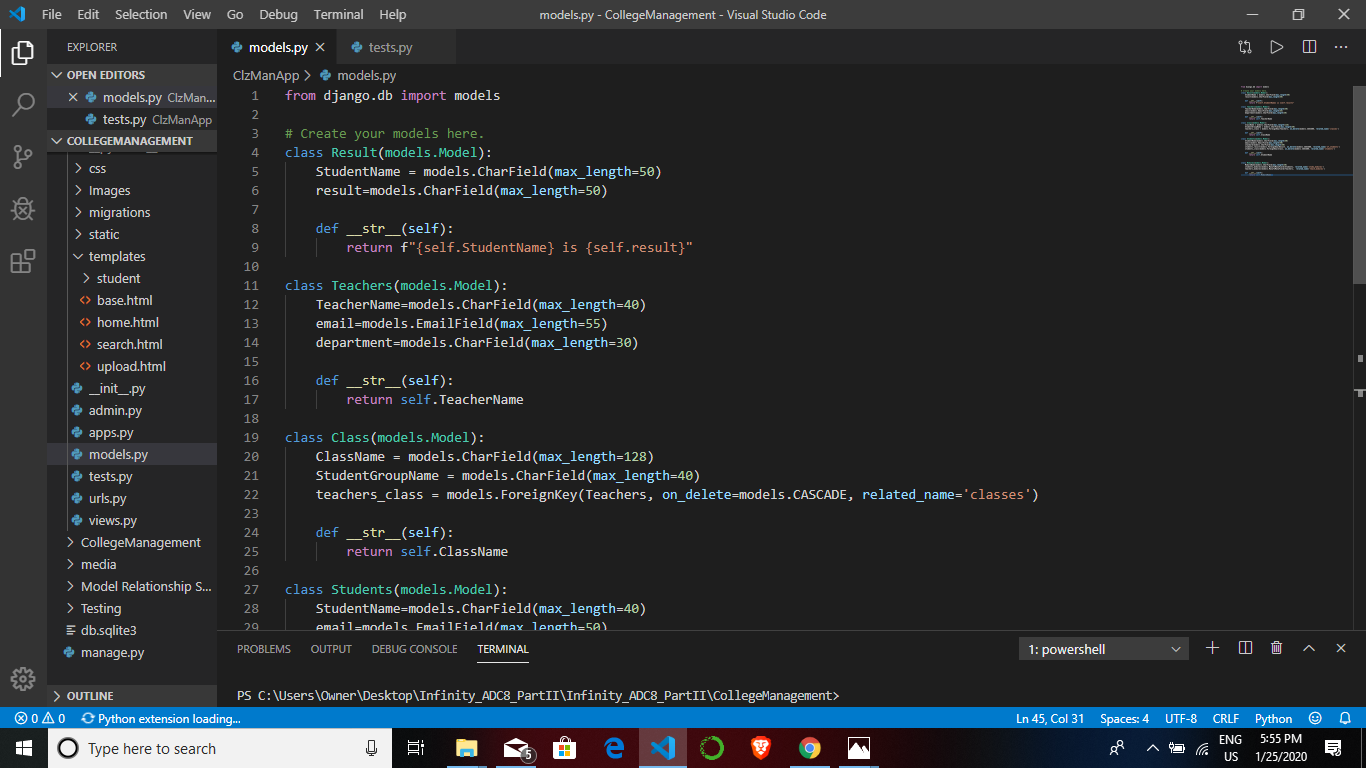 File Edit Selection View Go Debug Terminal Help models.py - CollegeManagement - Visual Studio Code
EXPLORER
OPEN EDITORS
models.py ClzMan...
tests.py ClzManApp
COLLEGEMANAGEMENT
css
Images
migrations
static
templates
student
base.html
home.html
search.html
upload.html
__init__.py
admin.py
apps.py
models.py
tests.py
urls.py
views.py
CollegeManagement
media
Model Relationship S...
Testing
db.sqlite3
manage.py
OUTLINE
models.py tests.py
ClzManApp > models.py
1 from django.db import models
2
3 # Create your models here.
4 class Result(models.Model):
5 StudentName = models.CharField(max_length=50)
6 result=models.CharField(max_length=50)
7
8 def __str__(self):
9 return f"{self.StudentName} is {self.result}"
10
11 class Teachers(models.Model):
12 TeacherName=models.CharField(max_length=40)
13 email=models.EmailField(max_length=55)
14 department=models.CharField(max_length=30)
15
16 def __str__(self):
17 return self.TeacherName
18
19 class Class(models.Model):
20 ClassName = models.CharField(max_length=128)
21 StudentGroupName = models.CharField(max_length=40)
22 teachers_class = models.ForeignKey(Teachers, on_delete=models.CASCADE, related_name='classes')
23
24 def __str__(self):
25 return self.ClassName
26
27 class Students(models.Model):
28 StudentName=models.CharField(max_length=40)
29 email=models.EmailField(max_length=50)
PROBLEMS OUTPUT DEBUG CONSOLE TERMINAL 1: powershell
PS C:\Users\Owner\Desktop\Infinity_ADC8_PartII\Infinity_ADC8_PartII\CollegeManagement>
0 0 Python extension loading... Ln 45, Col 31 Spaces: 4 UTF-8 CRLF Python
Type here to search 5 ENG US 5:55 PM 1/25/2020